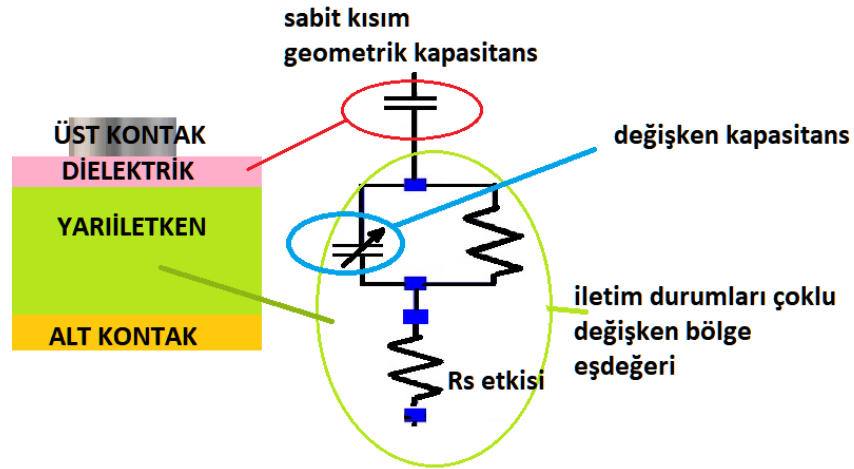 sabit kısım
geometrik kapasitans
ÜST KONTAK
DİELEKTRİK
YARIİLETKEN
ALT KONTAK
değişken kapasitans
iletim durumları çoklu
değişken bölge
eşdeğeri
Rs etkisi